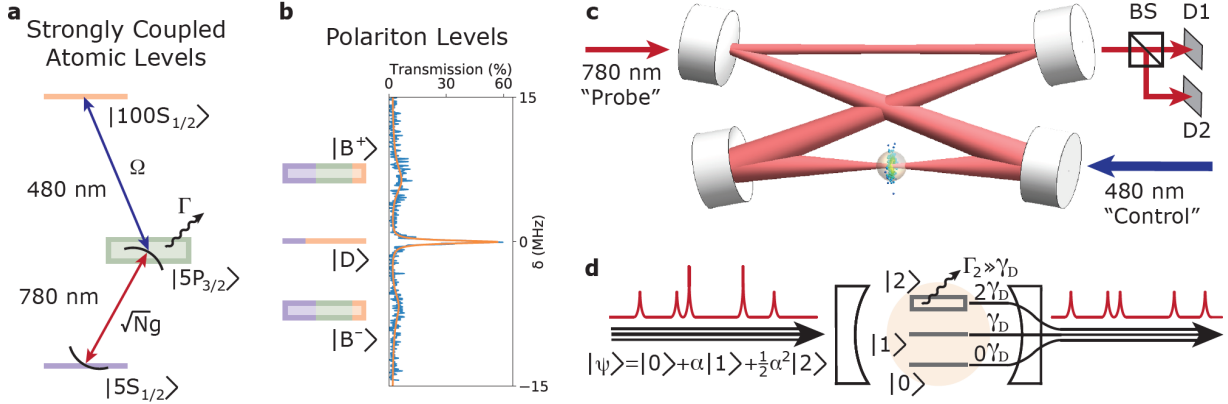 a
Strongly Coupled
Atomic Levels
|100S1/2⟩
Ω
480 nm
Γ
|5P3/2⟩
780 nm
√Ng
|5S1/2⟩
b
Polariton Levels
Transmission (%)
0 30 60
15
|B+⟩
0
|D⟩
δ (MHz)
|B-⟩
−15
c
780 nm
“Probe”
BS
D1
D2
480 nm
“Control”
d
|2⟩
Γ2≫γD
2γD
|1⟩
γD
|0⟩
0γD
|ψ⟩=|0⟩+α|1⟩+½α²|2⟩